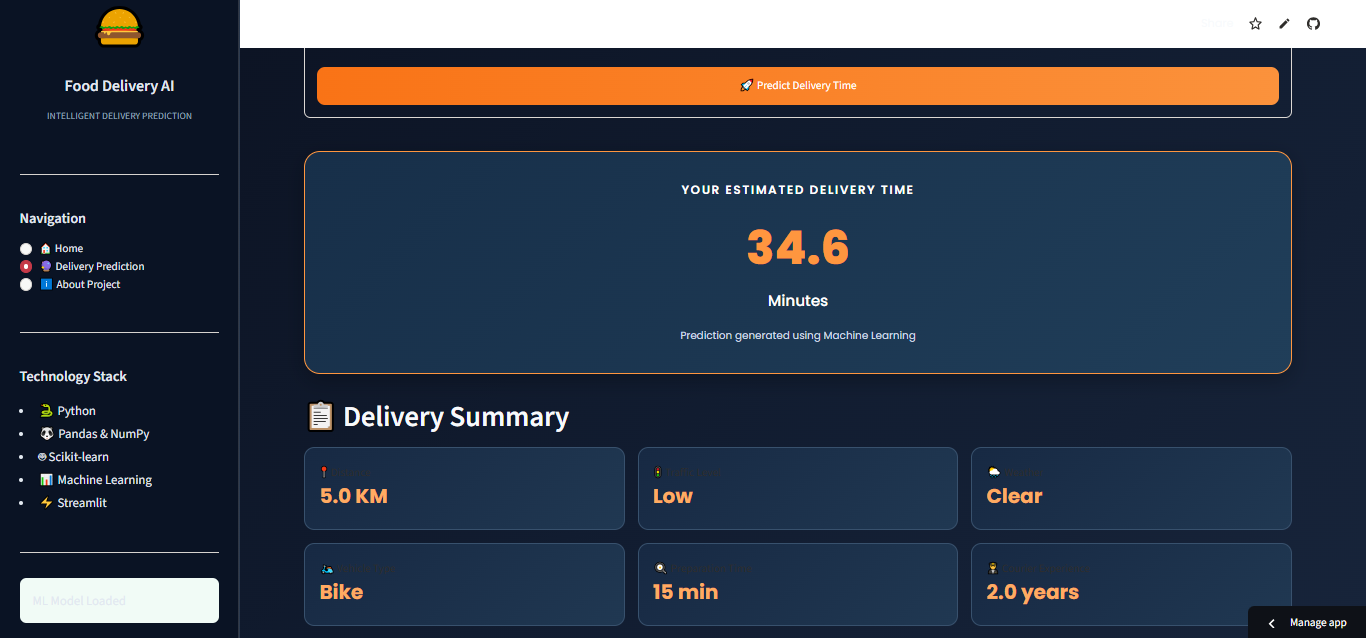 Food Delivery AI
INTELLIGENT DELIVERY PREDICTION
Navigation
Home
Delivery Prediction
About Project
Technology Stack
Python
Pandas & NumPy
Scikit-learn
Machine Learning
Streamlit
ML Model Loaded
Predict Delivery Time
YOUR ESTIMATED DELIVERY TIME
34.6
Minutes
Prediction generated using Machine Learning
Delivery Summary
5.0 KM
Low
Clear
Bike
15 min
2.0 years
Manage app